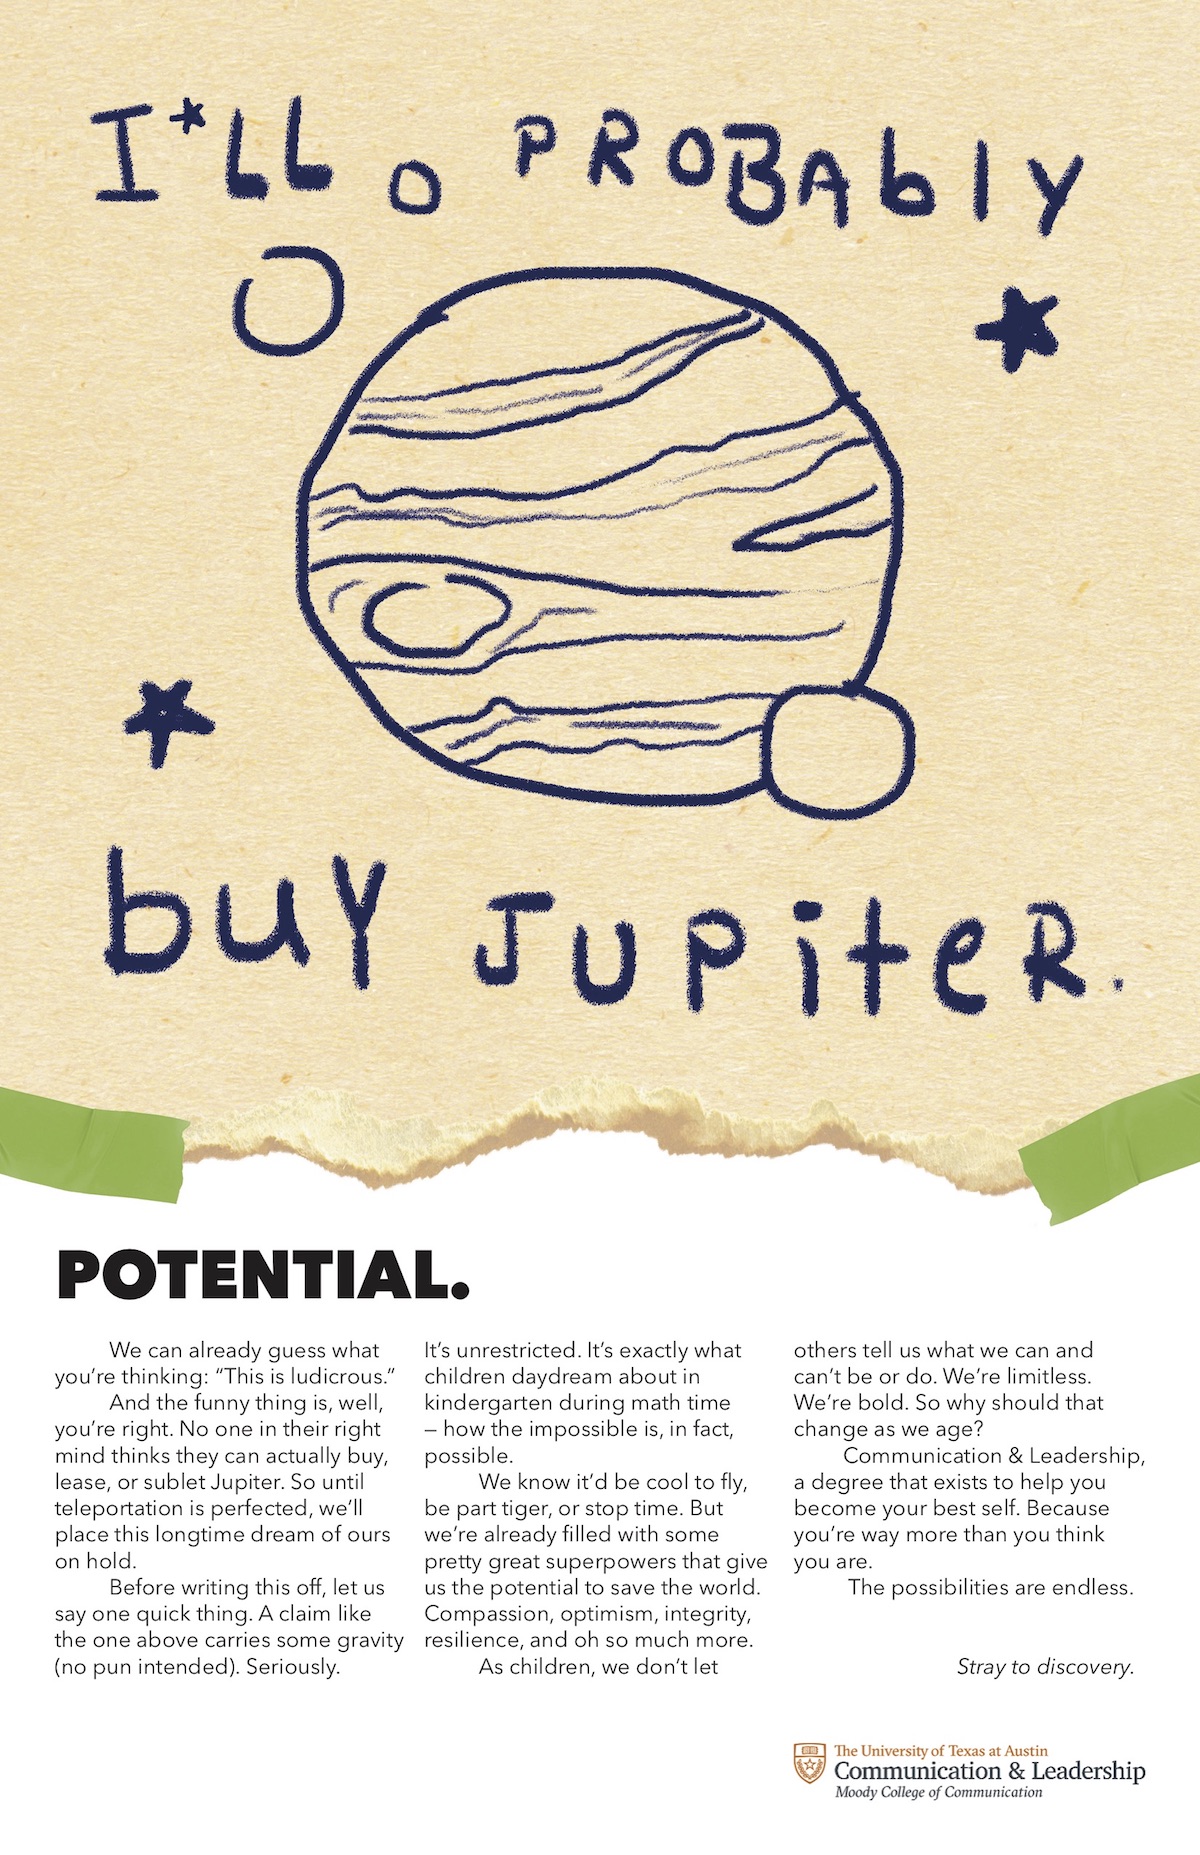 I'LL PROBAbly
buy JupiteR.
POTENTIAL.
We can already guess what
you're thinking: “This is ludicrous.”
And the funny thing is, well,
you're right. No one in their right
mind thinks they can actually buy,
lease, or sublet Jupiter. So until
teleportation is perfected, we'll
place this longtime dream of ours
on hold.
Before writing this off, let us
say one quick thing. A claim like
the one above carries some gravity
(no pun intended). Seriously.
It's unrestricted. It's exactly what
children daydream about in
kindergarten during math time
– how the impossible is, in fact,
possible.
We know it'd be cool to fly,
be part tiger, or stop time. But
we're already filled with some
pretty great superpowers that give
us the potential to save the world.
Compassion, optimism, integrity,
resilience, and oh so much more.
As children, we don't let
others tell us what we can and
can't be or do. We're limitless.
We're bold. So why should that
change as we age?
Communication & Leadership,
a degree that exists to help you
become your best self. Because
you're way more than you think
you are.
The possibilities are endless.
Stray to discovery.
The University of Texas at Austin
Communication & Leadership
Moody College of Communication